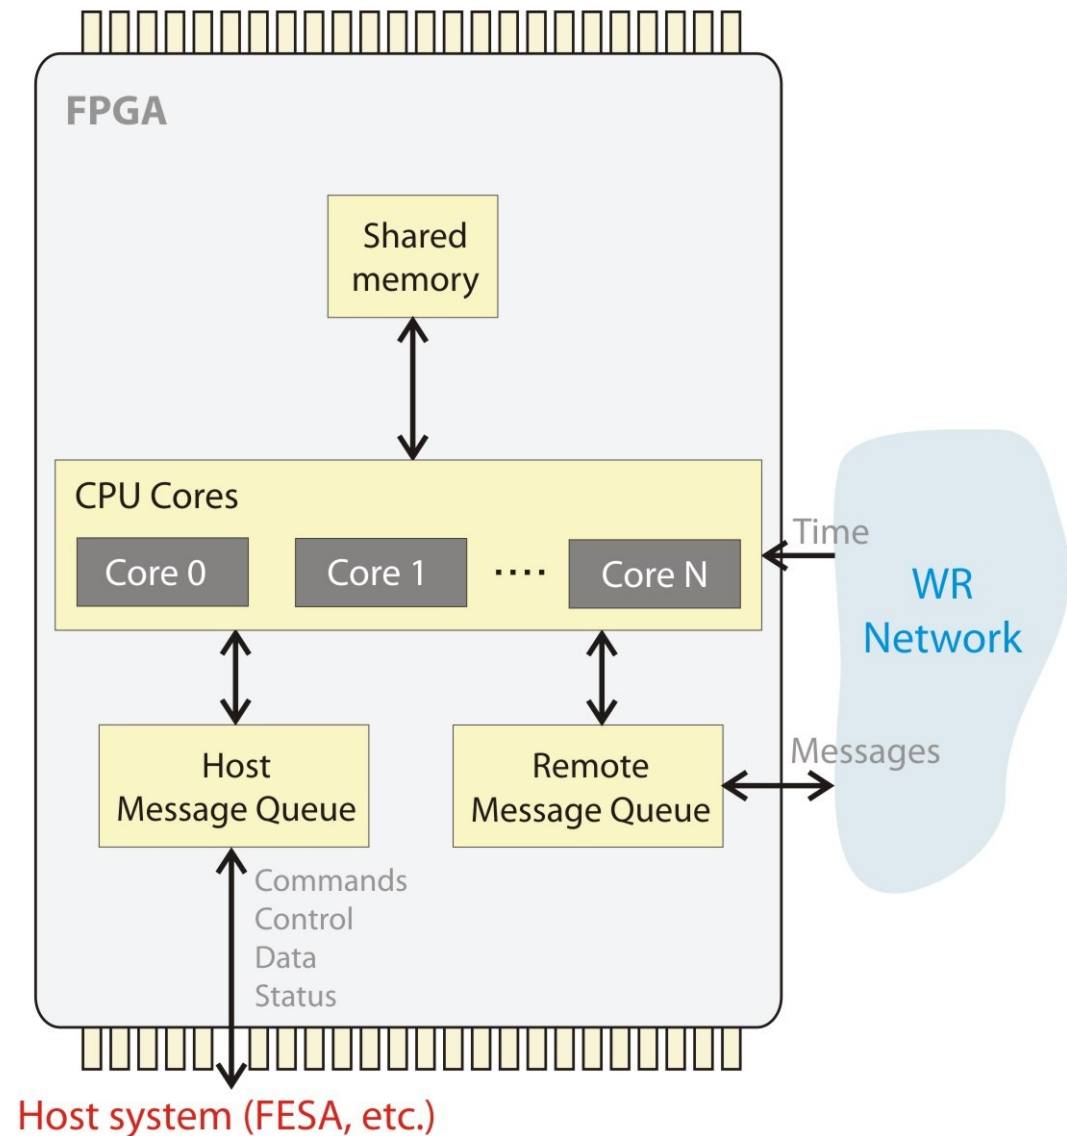 FPGA
Shared
memory
CPU Cores
Core 0
Core 1
....
Core N
Time
WR
Network
Host
Message Queue
Remote
Message Queue
Messages
Commands
Control
Data
Status
Host system (FESA, etc.)